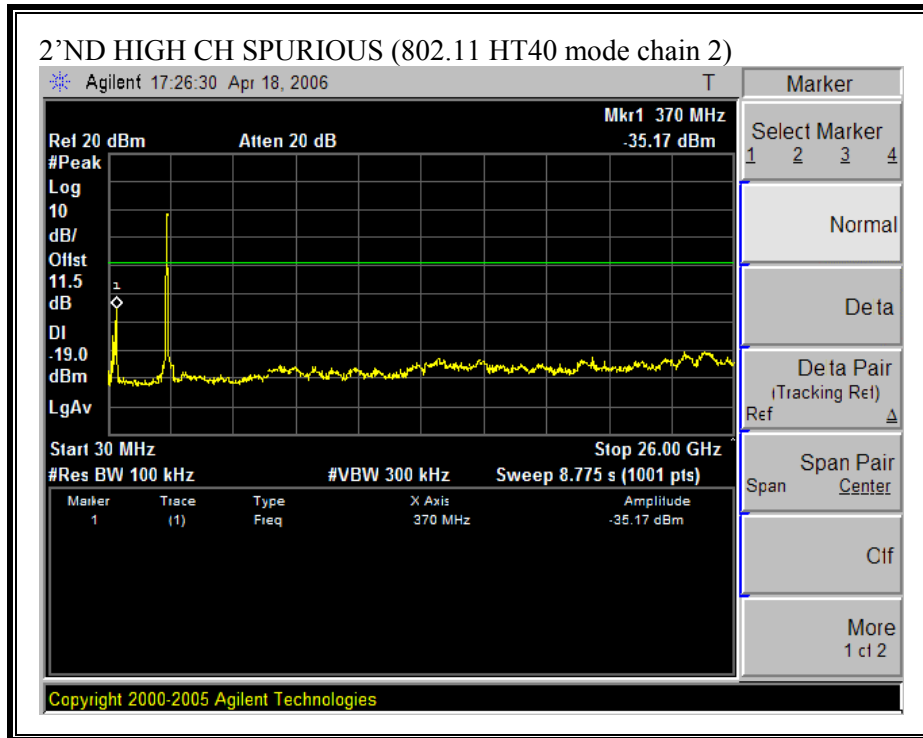 2'ND HIGH CH SPURIOUS (802.11 HT40 mode chain 2)
Agilent 17:26:30 Apr 18, 2006 T
Mkr1 370 MHz
Ref 20 dBm Atten 20 dB -35.17 dBm
#Peak
Log
10
dB/
Offst
11.5
dB
DI
-19.0
dBm
LgAv
1
Start 30 MHz Stop 26.00 GHz
#Res BW 100 kHz #VBW 300 kHz Sweep 8.775 s (1001 pts)
Marker Trace Type X Axis Amplitude
1 (1) Freq 370 MHz -35.17 dBm
Marker
Select Marker
1 2 3 4
Normal
Delta
Delta Pair
(Tracking Ref)
Ref Δ
Span Pair
Span Center
Off
More
1 of 2
Copyright 2000-2005 Agilent Technologies